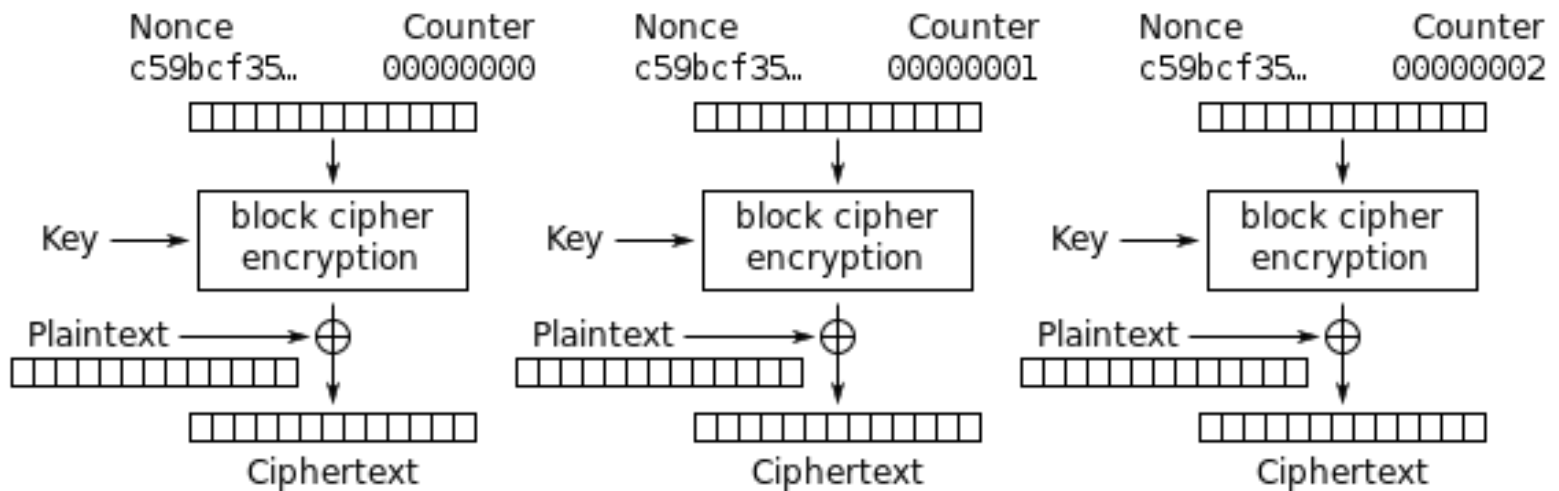 Nonce Counter Nonce Counter Nonce Counter
c59bcf35… 00000000 c59bcf35… 00000001 c59bcf35… 00000002
block cipher block cipher block cipher
Key Key Key
encryption encryption encryption
Plaintext Plaintext Plaintext
Ciphertext Ciphertext Ciphertext